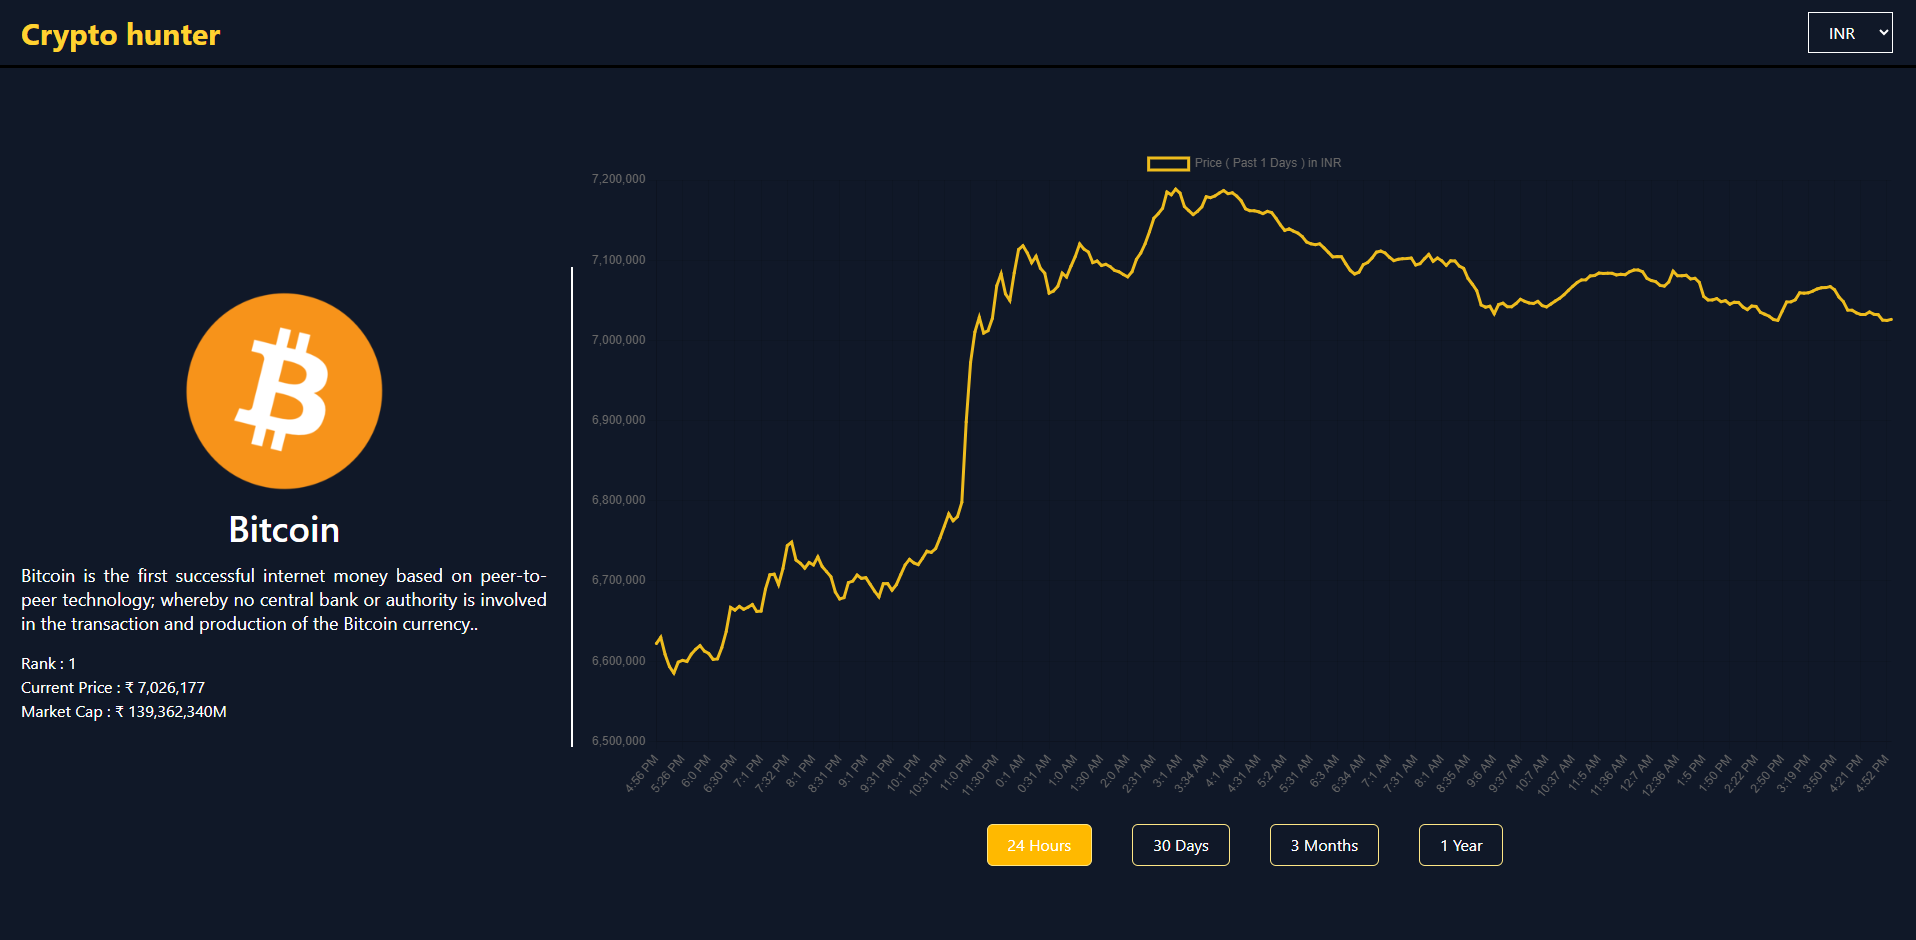 Crypto hunter
INR
Bitcoin
Bitcoin is the first successful internet money based on peer-to-
peer technology; whereby no central bank or authority is involved
in the transaction and production of the Bitcoin currency..
Rank : 1
Current Price : ₹ 7,026,177
Market Cap : ₹ 139,362,340M
Price ( Past 1 Days ) in INR
7,200,000
7,100,000
7,000,000
6,900,000
6,800,000
6,700,000
6,600,000
6,500,000
4:56 PM
5:26 PM
6:0 PM
6:30 PM
7:1 PM
7:32 PM
8:1 PM
8:31 PM
9:1 PM
9:31 PM
10:1 PM
10:31 PM
11:0 PM
11:30 PM
0:1 AM
0:31 AM
1:0 AM
1:30 AM
2:0 AM
2:31 AM
3:1 AM
3:34 AM
4:1 AM
4:31 AM
5:2 AM
5:31 AM
6:3 AM
6:34 AM
7:1 AM
7:31 AM
8:1 AM
8:35 AM
9:6 AM
9:37 AM
10:7 AM
10:37 AM
11:5 AM
11:36 AM
12:7 AM
12:36 AM
1:5 PM
1:50 PM
2:22 PM
2:50 PM
3:19 PM
3:50 PM
4:21 PM
4:52 PM
24 Hours
30 Days
3 Months
1 Year